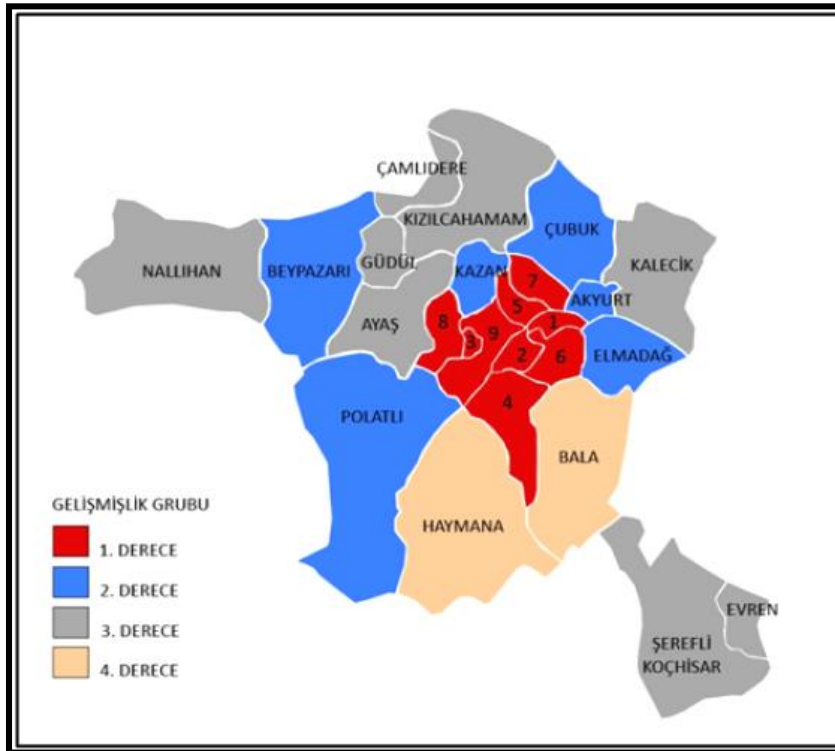 ÇAMLIDERE
KIZILCAHAMAM
ÇUBUK
NALLIHAN
BEYPAZARI
GÜDÜL
KAZAN
KALECİK
7
AKYURT
5
AYAŞ
8
9
1
3
2
6
ELMADAĞ
4
POLATLI
BALA
GELİŞMİŞLİK GRUBU
HAYMANA
1. DERECE
2. DERECE
3. DERECE
4. DERECE
EVREN
ŞEREFLİ
KOÇHİSAR